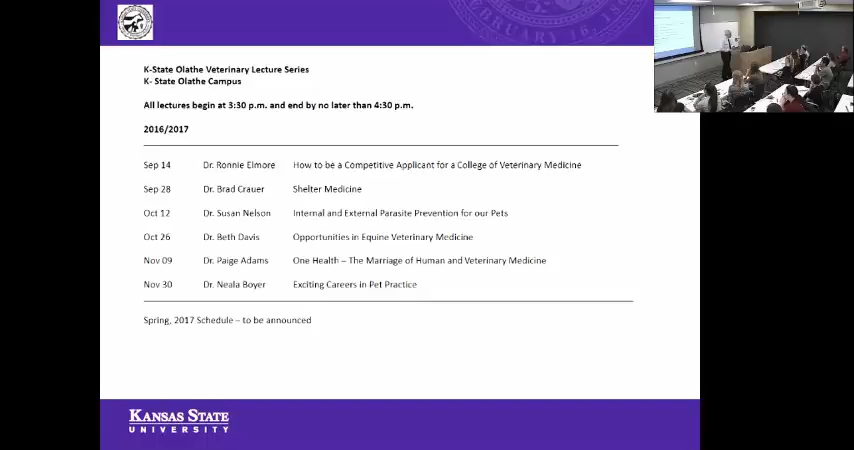 FEBRUARY 16, 186
K-State Olathe Veterinary Lecture Series
K- State Olathe Campus
All lectures begin at 3:30 p.m. and end by no later than 4:30 p.m.
2016/2017
Sep 14 Dr. Ronnie Elmore How to be a Competitive Applicant for a College of Veterinary Medicine
Sep 28 Dr. Brad Crauer Shelter Medicine
Oct 12 Dr. Susan Nelson Internal and External Parasite Prevention for our Pets
Oct 26 Dr. Beth Davis Opportunities in Equine Veterinary Medicine
Nov 09 Dr. Paige Adams One Health – The Marriage of Human and Veterinary Medicine
Nov 30 Dr. Neala Boyer Exciting Careers in Pet Practice
Spring, 2017 Schedule – to be announced
KANSAS STATE
UNIVERSITY